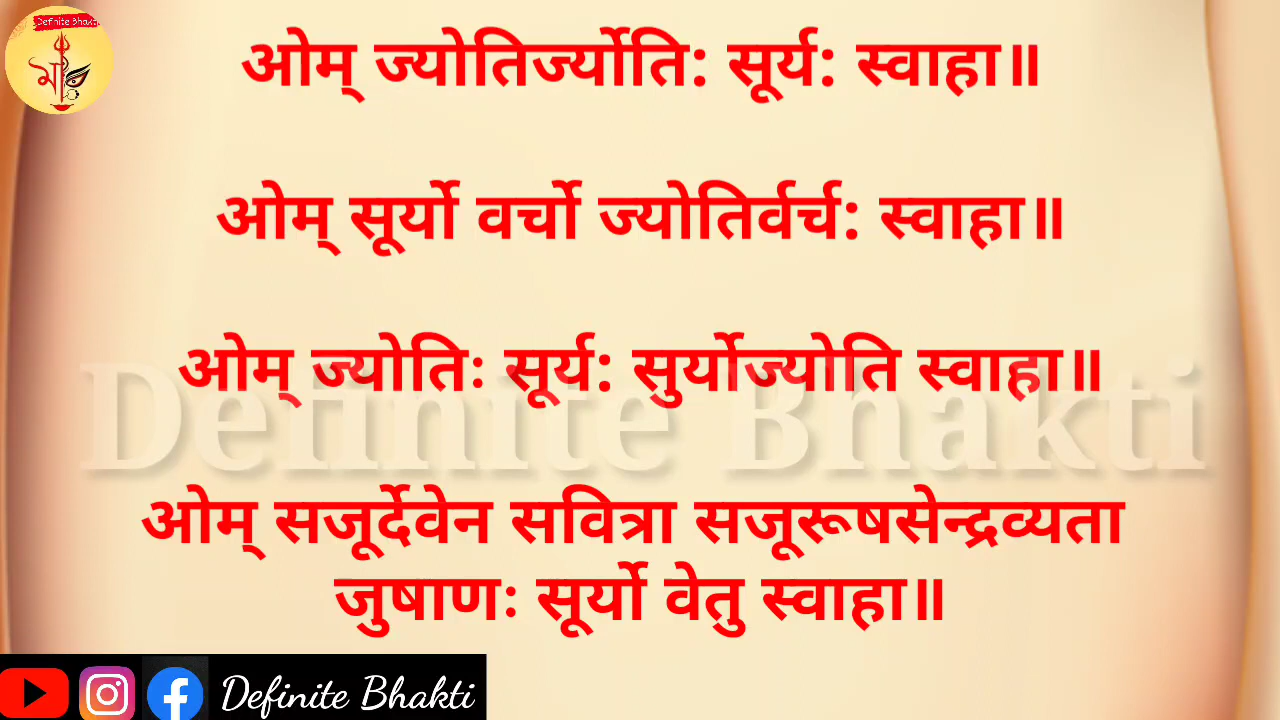 Definite Bhakti
मাँ
ओम् ज्योतिर्ज्योति: सूर्य: स्वाहा॥
ओम् सूर्यो वर्चो ज्योतिर्वर्च: स्वाहा॥
ओम् ज्योतिः सूर्य: सुर्योज्योति स्वाहा॥
Definite Bhakti
ओम् सजूर्देवेन सवित्रा सजूरूषसेन्द्रव्यता
जुषाणः सूर्यो वेतु स्वाहा॥
Definite Bhakti